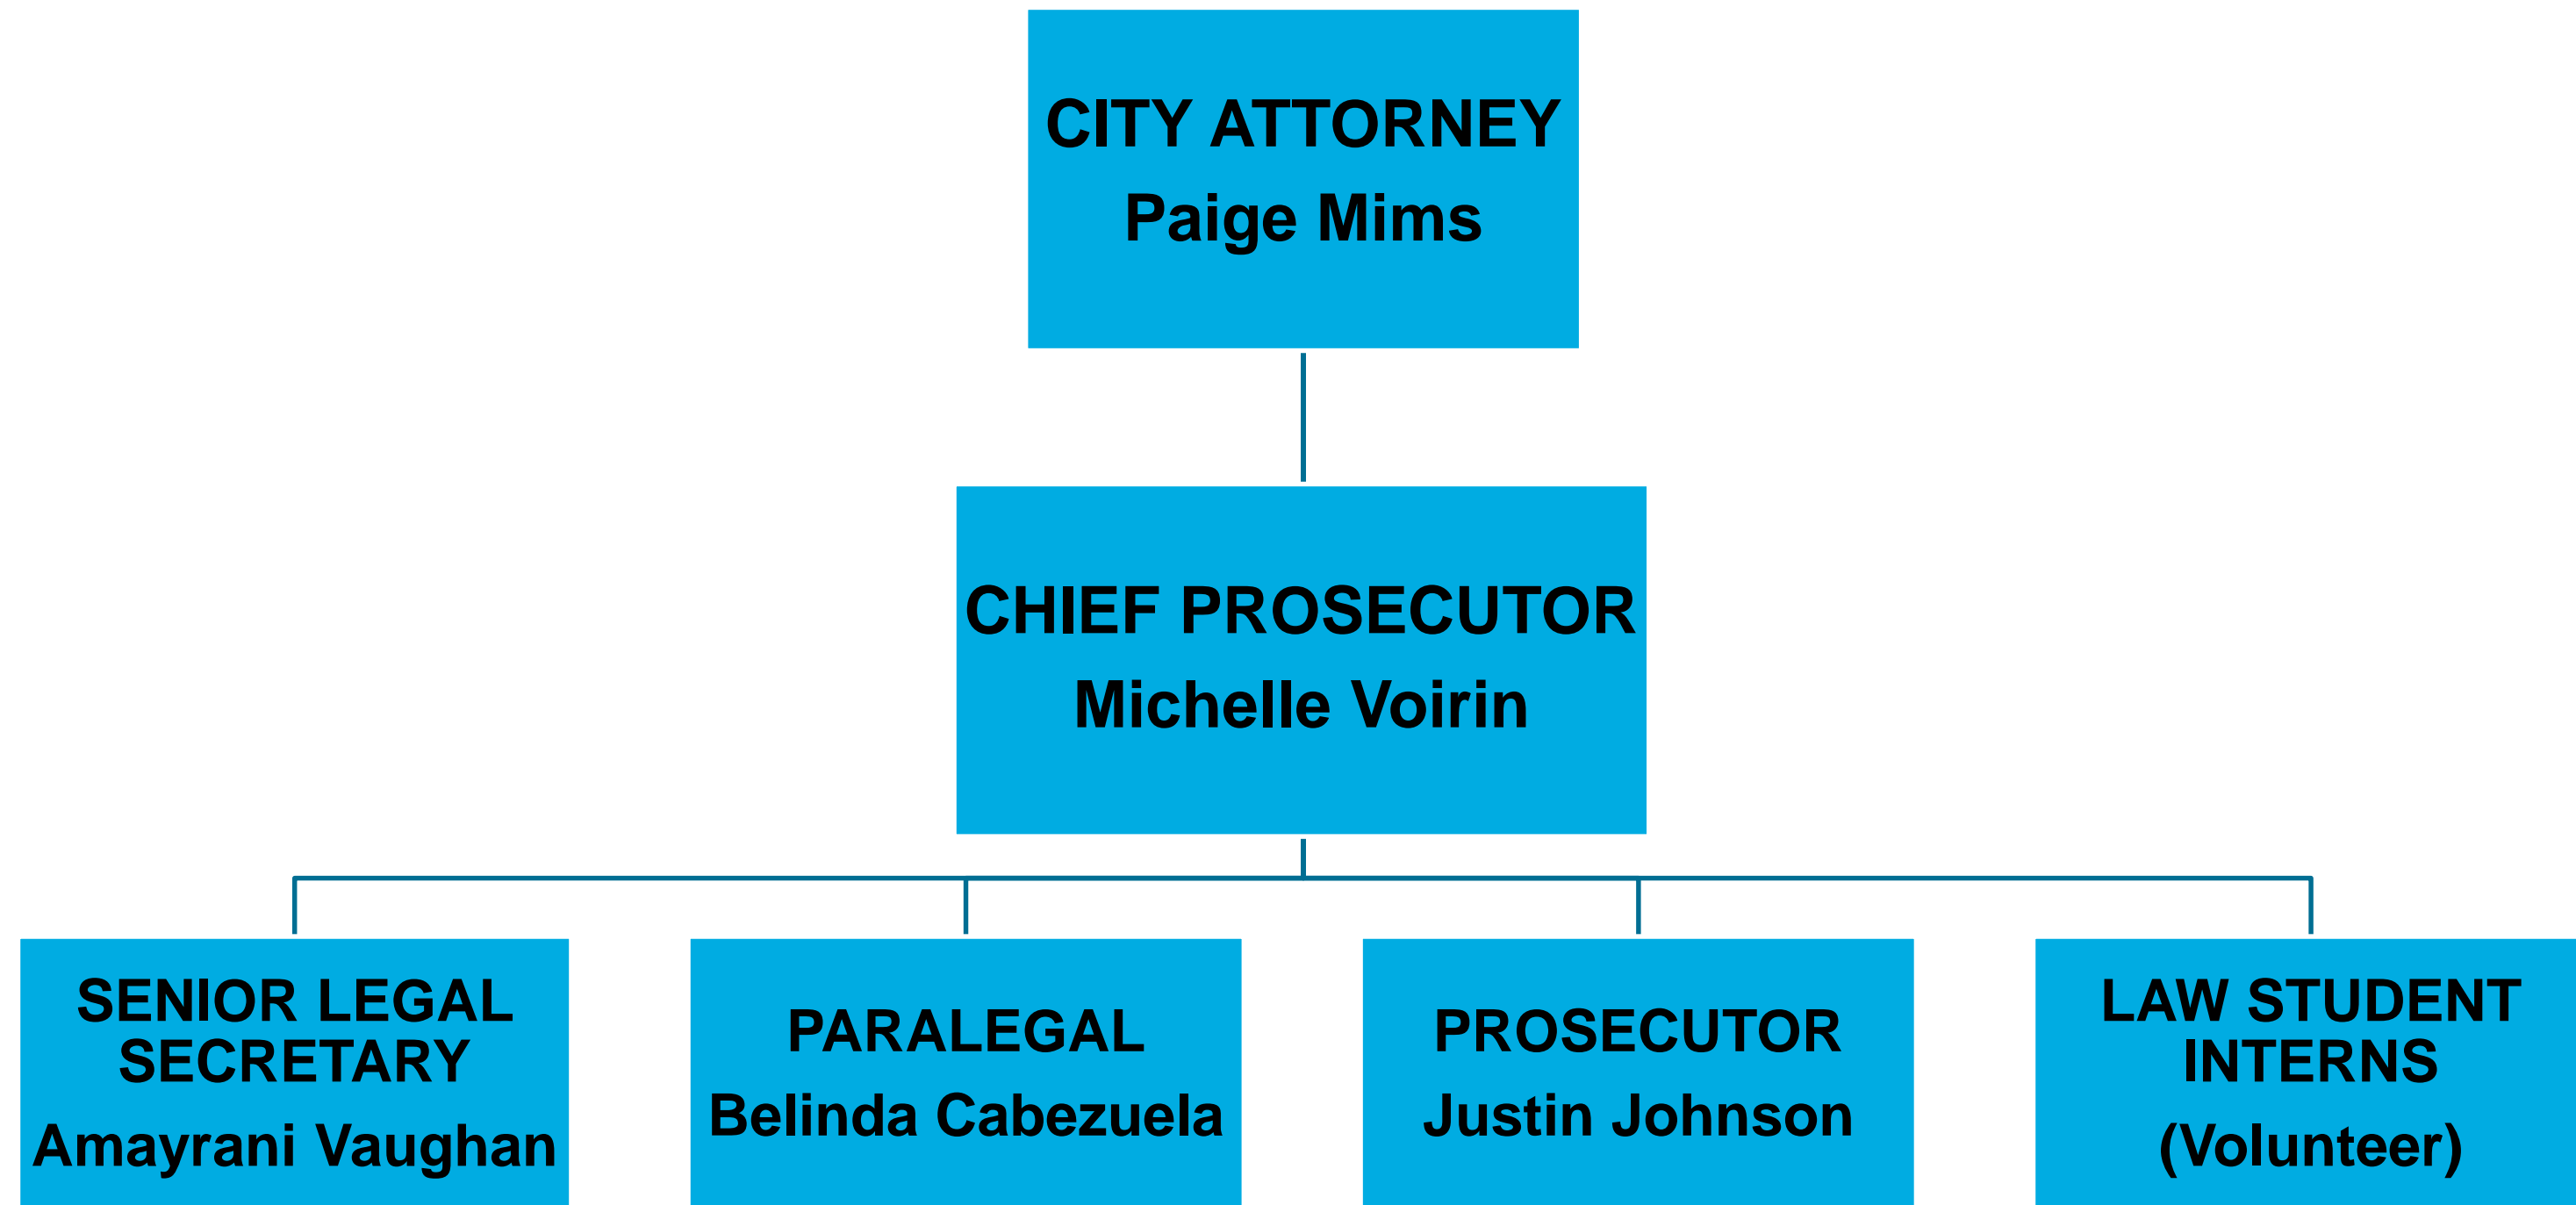 CITY ATTORNEY
Paige Mims
CHIEF PROSECUTOR
Michelle Voirin
SENIOR LEGAL
SECRETARY
Amayrani Vaughan
PARALEGAL
Belinda Cabezuela
PROSECUTOR
Justin Johnson
LAW STUDENT
INTERNS
(Volunteer)